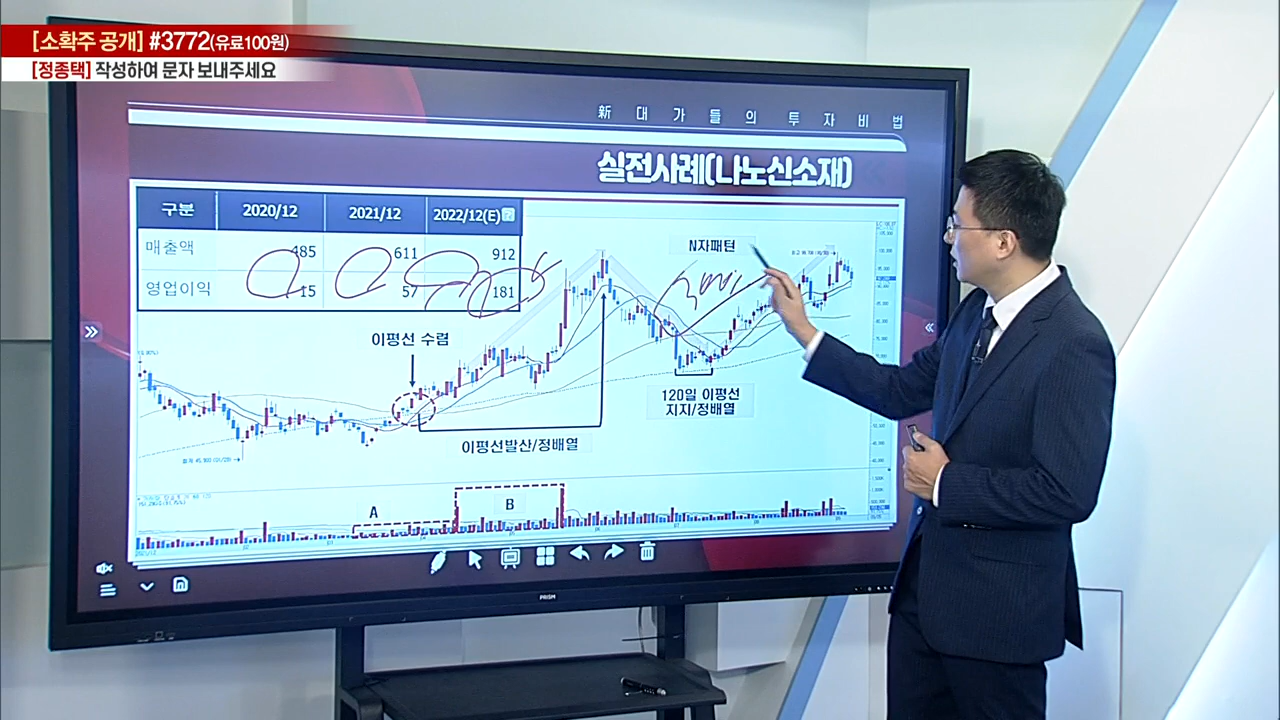 [소확주 공개] #3772(유료100원)
[정종택] 작성하여 문자 보내주세요
新 대가들의 투자비법
실전사례(나노신소재)
구분 2020/12 2021/12 2022/12(E)
매출액 485 611 912
영업이익 15 57 181
N자패턴
이평선 수렴
120일 이평선
지지/정배열
이평선발산/정배열
A
B
PRISM